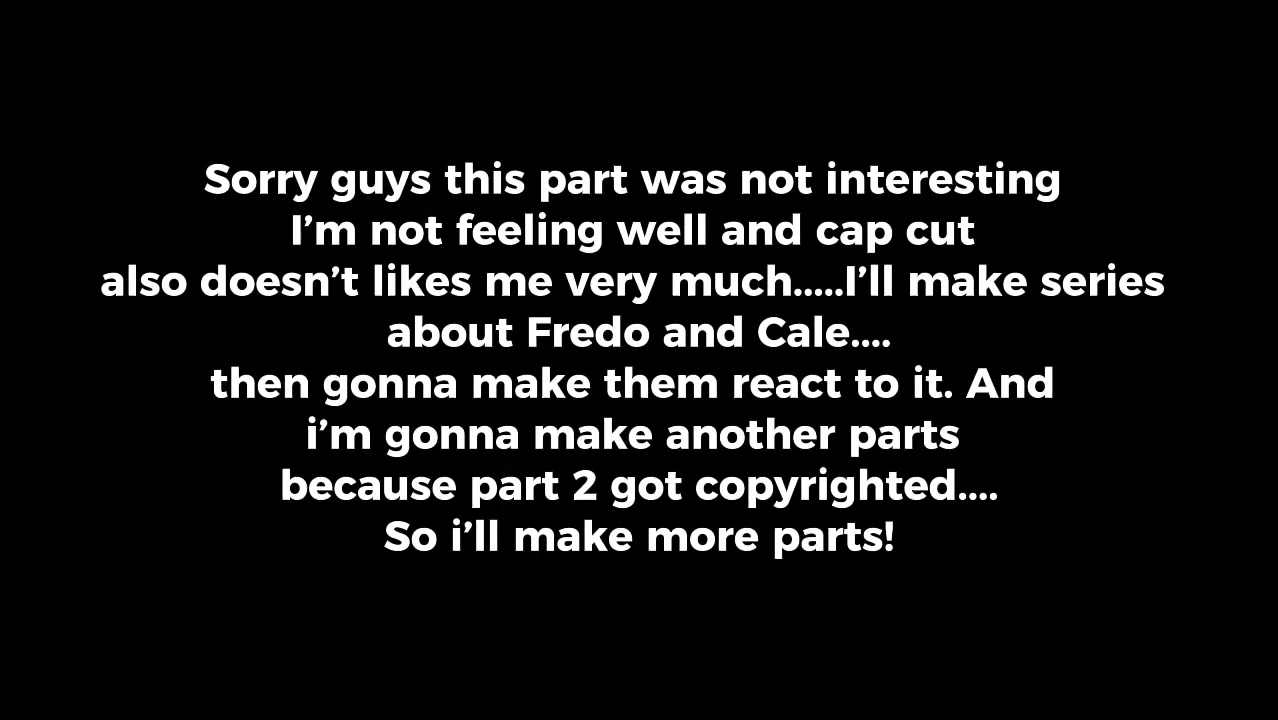 Sorry guys this part was not interesting
I'm not feeling well and cap cut
also doesn't likes me very much.....I'll make series
about Fredo and Cale....
then gonna make them react to it. And
i'm gonna make another parts
because part 2 got copyrighted....
So i'll make more parts!